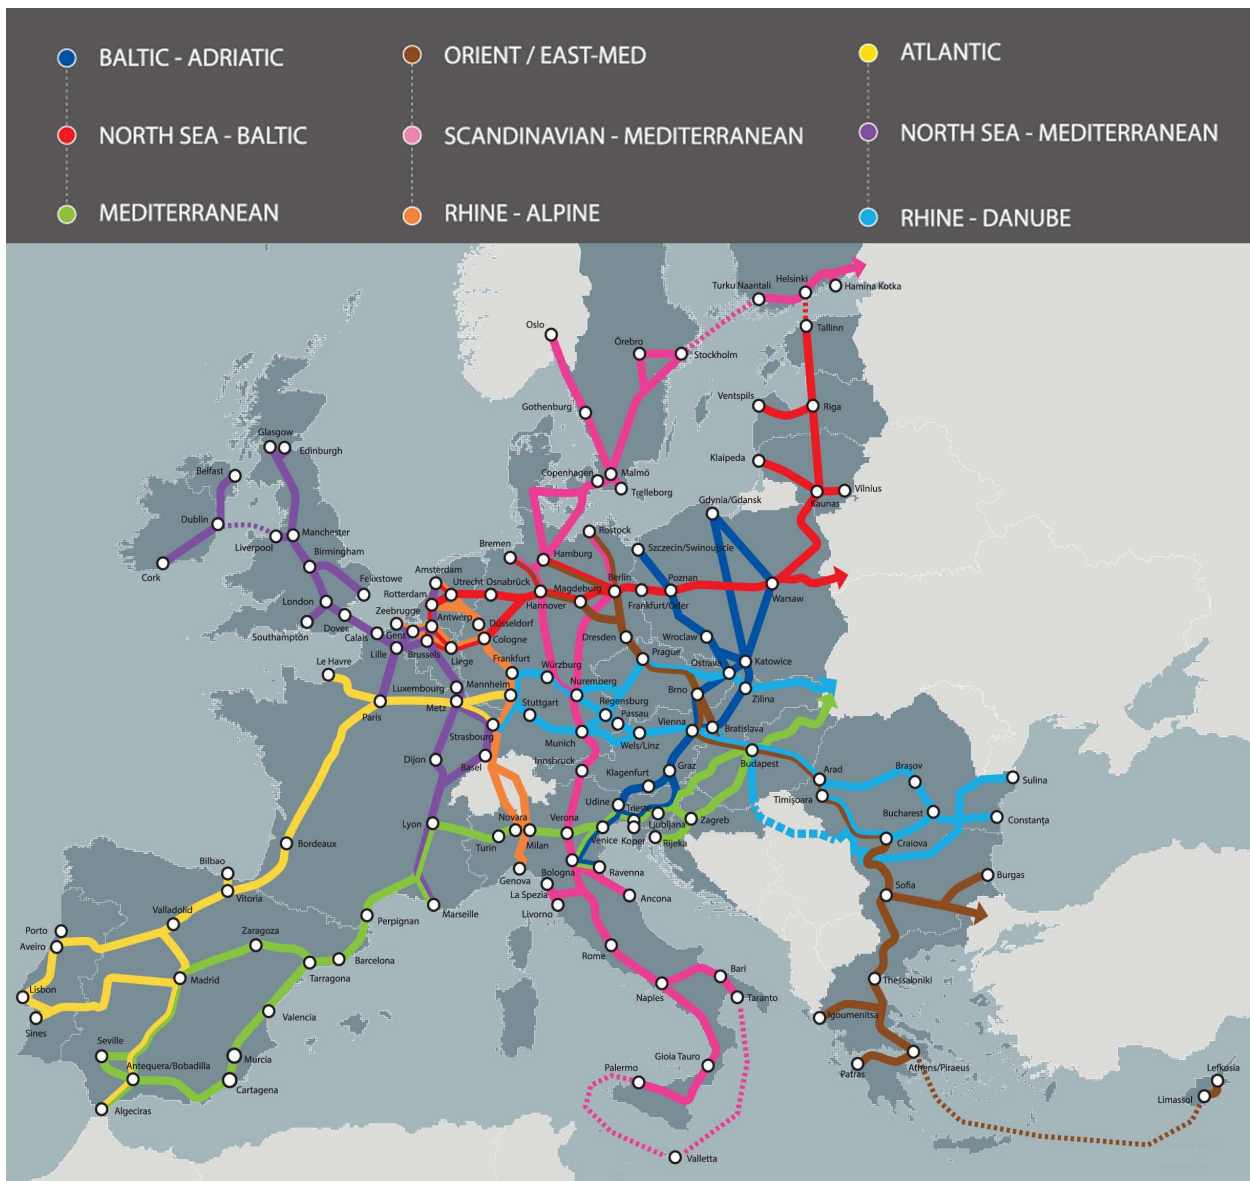 BALTIC - ADRIATIC
ORIENT / EAST-MED
ATLANTIC
NORTH SEA - BALTIC
SCANDINAVIAN - MEDITERRANEAN
NORTH SEA - MEDITERRANEAN
MEDITERRANEAN
RHINE - ALPINE
RHINE - DANUBE
Helsinki
Turku Naantali
Hamina Kotka
Oslo
Tallinn
Örebro
Stockholm
Ventspils
Gothenburg
Riga
Glasgow
Edinburgh
Klaipeda
Belfast
Copenhagen
Malmö
Trelleborg
Vilnius
Gdynia/Gdansk
Kaunas
Dublin
Rostock
Manchester
Liverpool
Bremen
Hamburg
Szczecin/Swinoujscie
Birmingham
Cork
Felixstowe
Amsterdam
Utrecht
Osnabrück
Magdeburg
Berlin
Poznan
Rotterdam
Warsaw
London
Zeebrugge
Hannover
Frankfurt/Oder
Dover
Antwerp
Düsseldorf
Southampton
Calais
Gent
Cologne
Dresden
Wroclaw
Lille
Brussels
Liege
Prague
Le Havre
Frankfurt
Würzburg
Ostrava
Katowice
Luxembourg
Mannheim
Nuremberg
Brno
Zilina
Paris
Metz
Stuttgart
Regensburg
Passau
Vienna
Bratislava
Strasbourg
Munich
Wels/Linz
Dijon
Basel
Innsbruck
Klagenfurt
Graz
Budapest
Arad
Braşov
Sulina
Timişoara
Udine
Trieste
Bucharest
Constanţa
Lyon
Novara
Verona
Ljubljana
Zagreb
Turin
Milan
Venice
Koper
Rijeka
Craiova
Bordeaux
Bilbao
Genova
Bologna
Ravenna
Burgas
Vitoria
La Spezia
Ancona
Sofia
Livorno
Valladolid
Perpignan
Marseille
Porto
Aveiro
Zaragoza
Barcelona
Rome
Tarragona
Madrid
Bari
Thessaloniki
Lisbon
Naples
Taranto
Sines
Valencia
Igoumenitsa
Seville
Murcia
Gioia Tauro
Antequera/Bobadilla
Palermo
Patras
Athens/Piraeus
Lefkosia
Cartagena
Limassol
Algeciras
Valletta